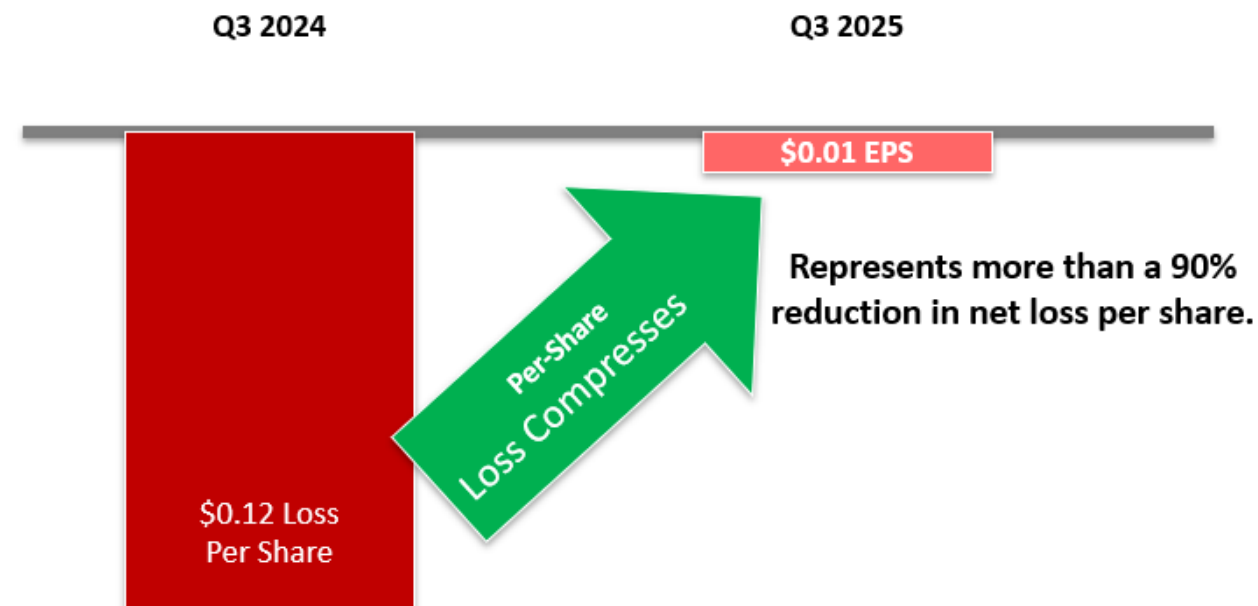 Q3 2024
Q3 2025
$0.01 EPS
Per-Share
Loss Compresses
Represents more than a 90%
reduction in net loss per share.
$0.12 Loss
Per Share